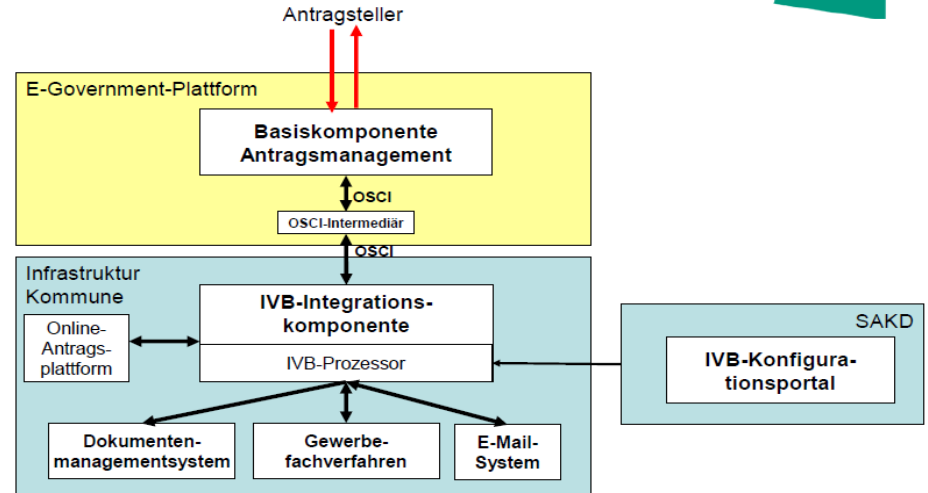 Antragsteller
E-Government-Plattform
Basiskomponente
Antragsmanagement
OSCI
OSCI-Intermediär
OSCI
Infrastruktur
Kommune
IVB-Integrations-
komponente
IVB-Prozessor
Online-
Antrags-
plattform
Dokumenten-
managementsystem
Gewerbe-
fachverfahren
E-Mail-
System
SAKD
IVB-Konfigura-
tionsportal